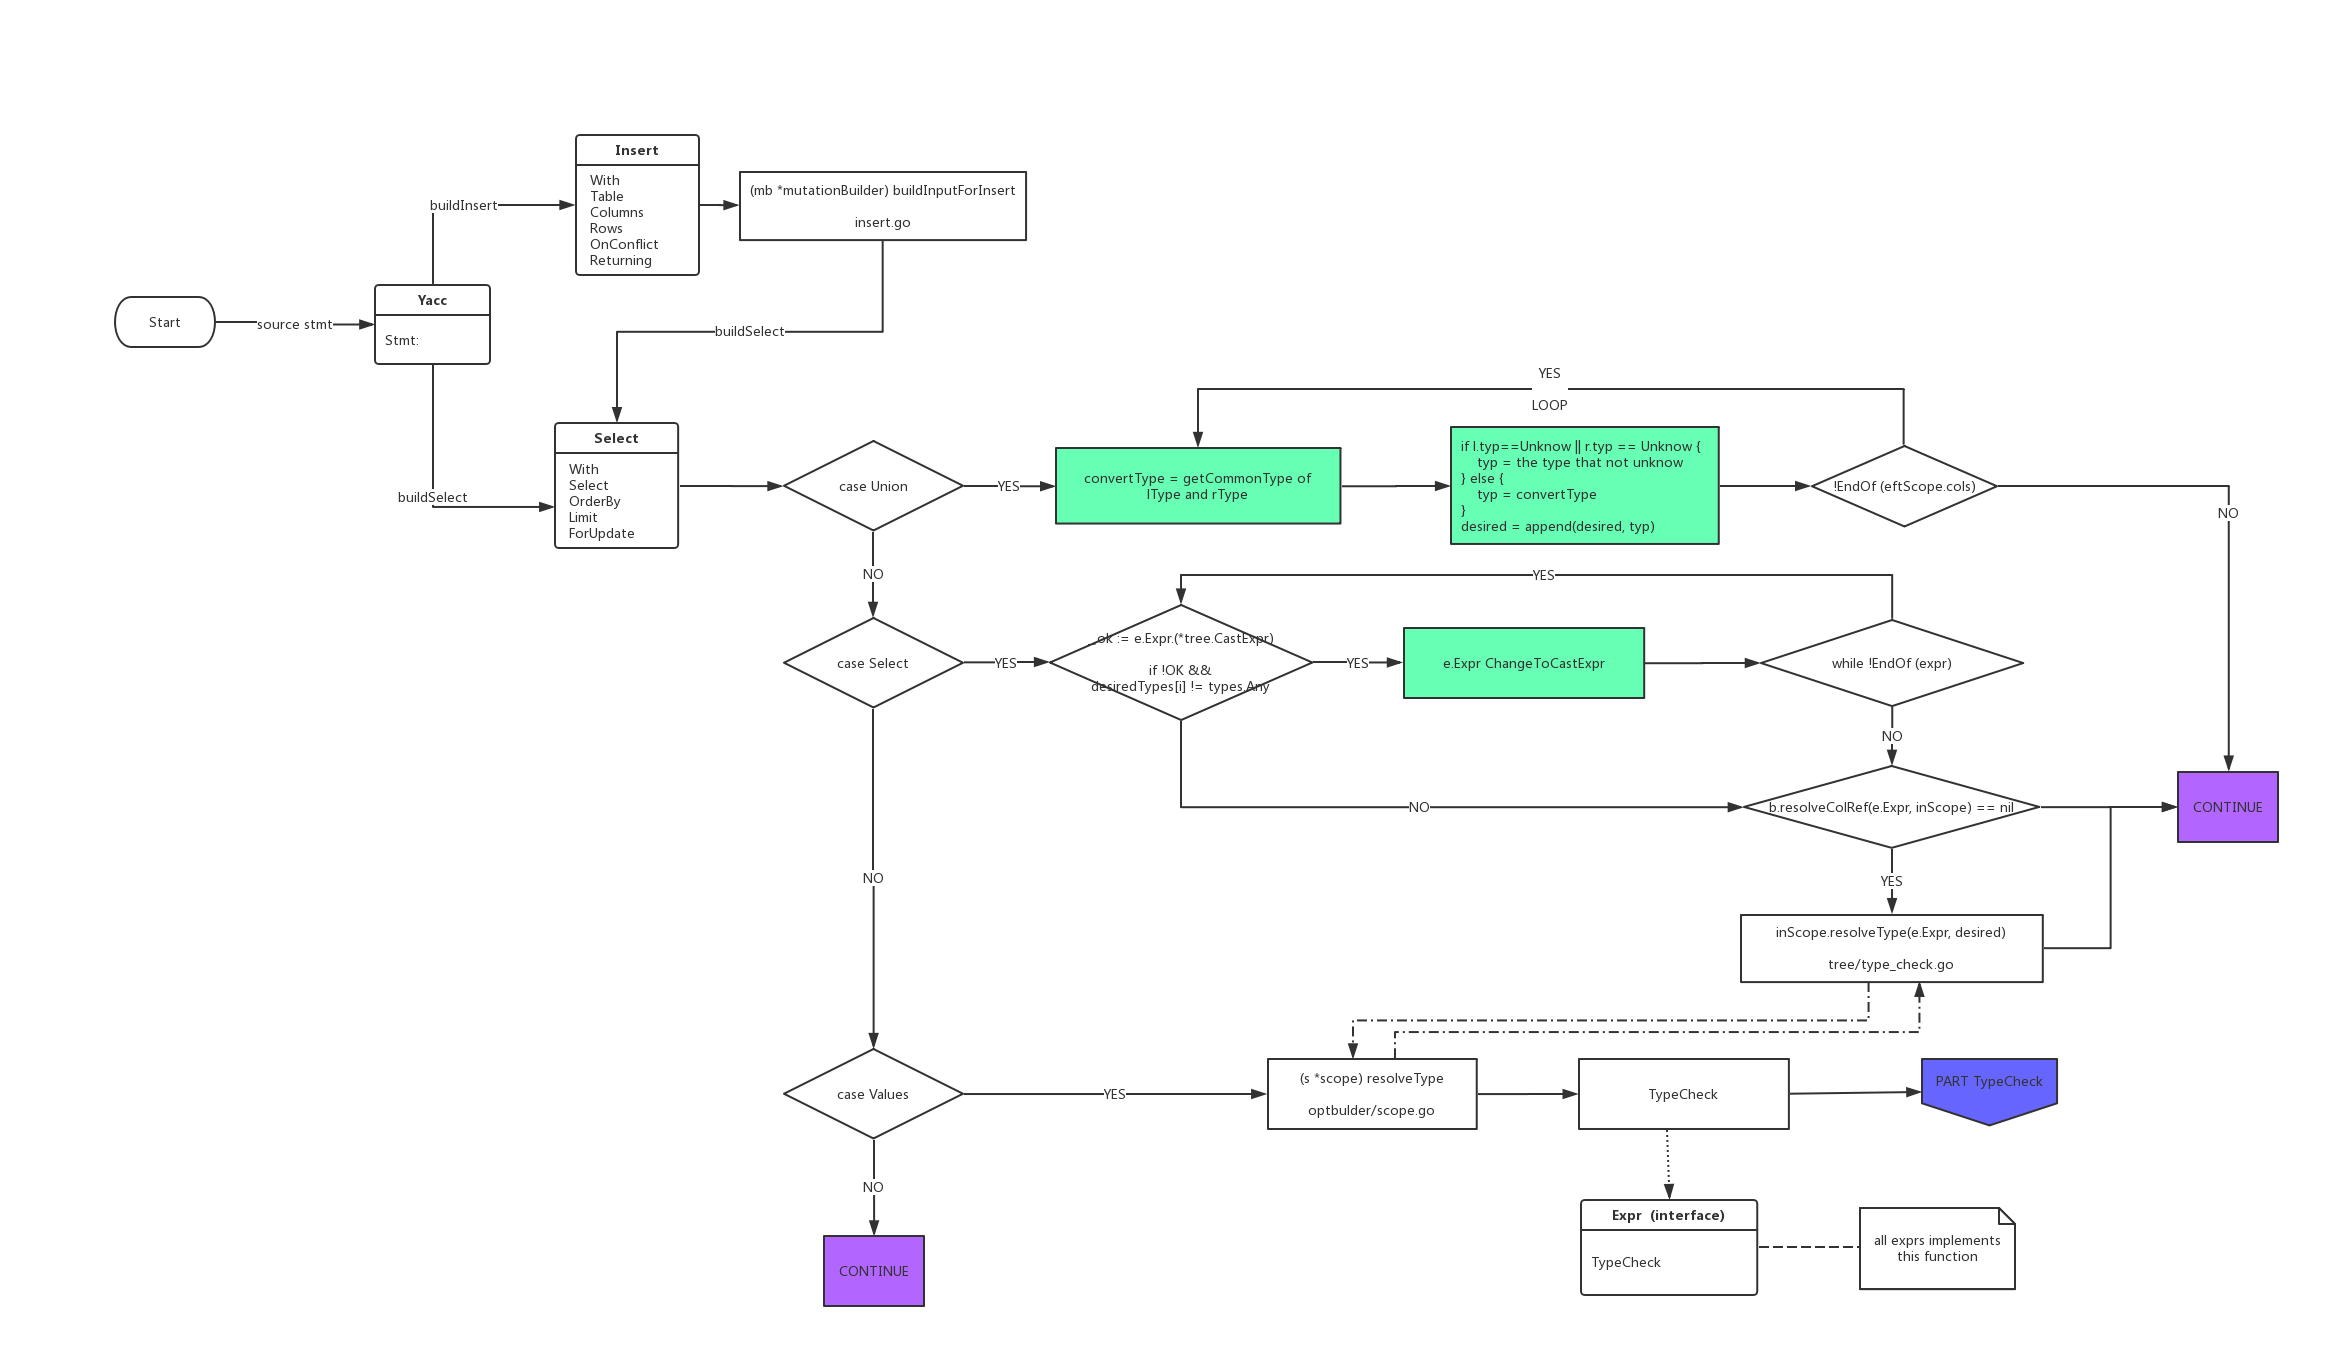 Insert
With
Table
Columns
Rows
OnConflict
Returning
(mb *mutationBuilder) buildInputForInsert
insert.go
buildInsert
Yacc
Stmt:
Start
source stmt
buildSelect
buildSelect
Select
With
Select
OrderBy
Limit
ForUpdate
case Union
YES
convertType = getCommonType of
lType and rType
YES
LOOP
if l.typ==Unknow || r.typ == Unknow {
typ = the type that not unknow
} else {
typ = convertType
}
desired = append(desired, typ)
!EndOf (eftScope.cols)
NO
NO
YES
case Select
YES
_ok := e.Expr.(*tree.CastExpr)
if !OK &&
desiredTypes[i] != types.Any
YES
e.Expr ChangeToCastExpr
while !EndOf (expr)
NO
NO
b.resolveColRef(e.Expr, inScope) == nil
CONTINUE
YES
NO
inScope.resolveType(e.Expr, desired)
tree/type_check.go
case Values
YES
(s *scope) resolveType
optbulder/scope.go
TypeCheck
PART TypeCheck
NO
Expr (interface)
TypeCheck
all exprs implements
this function
CONTINUE